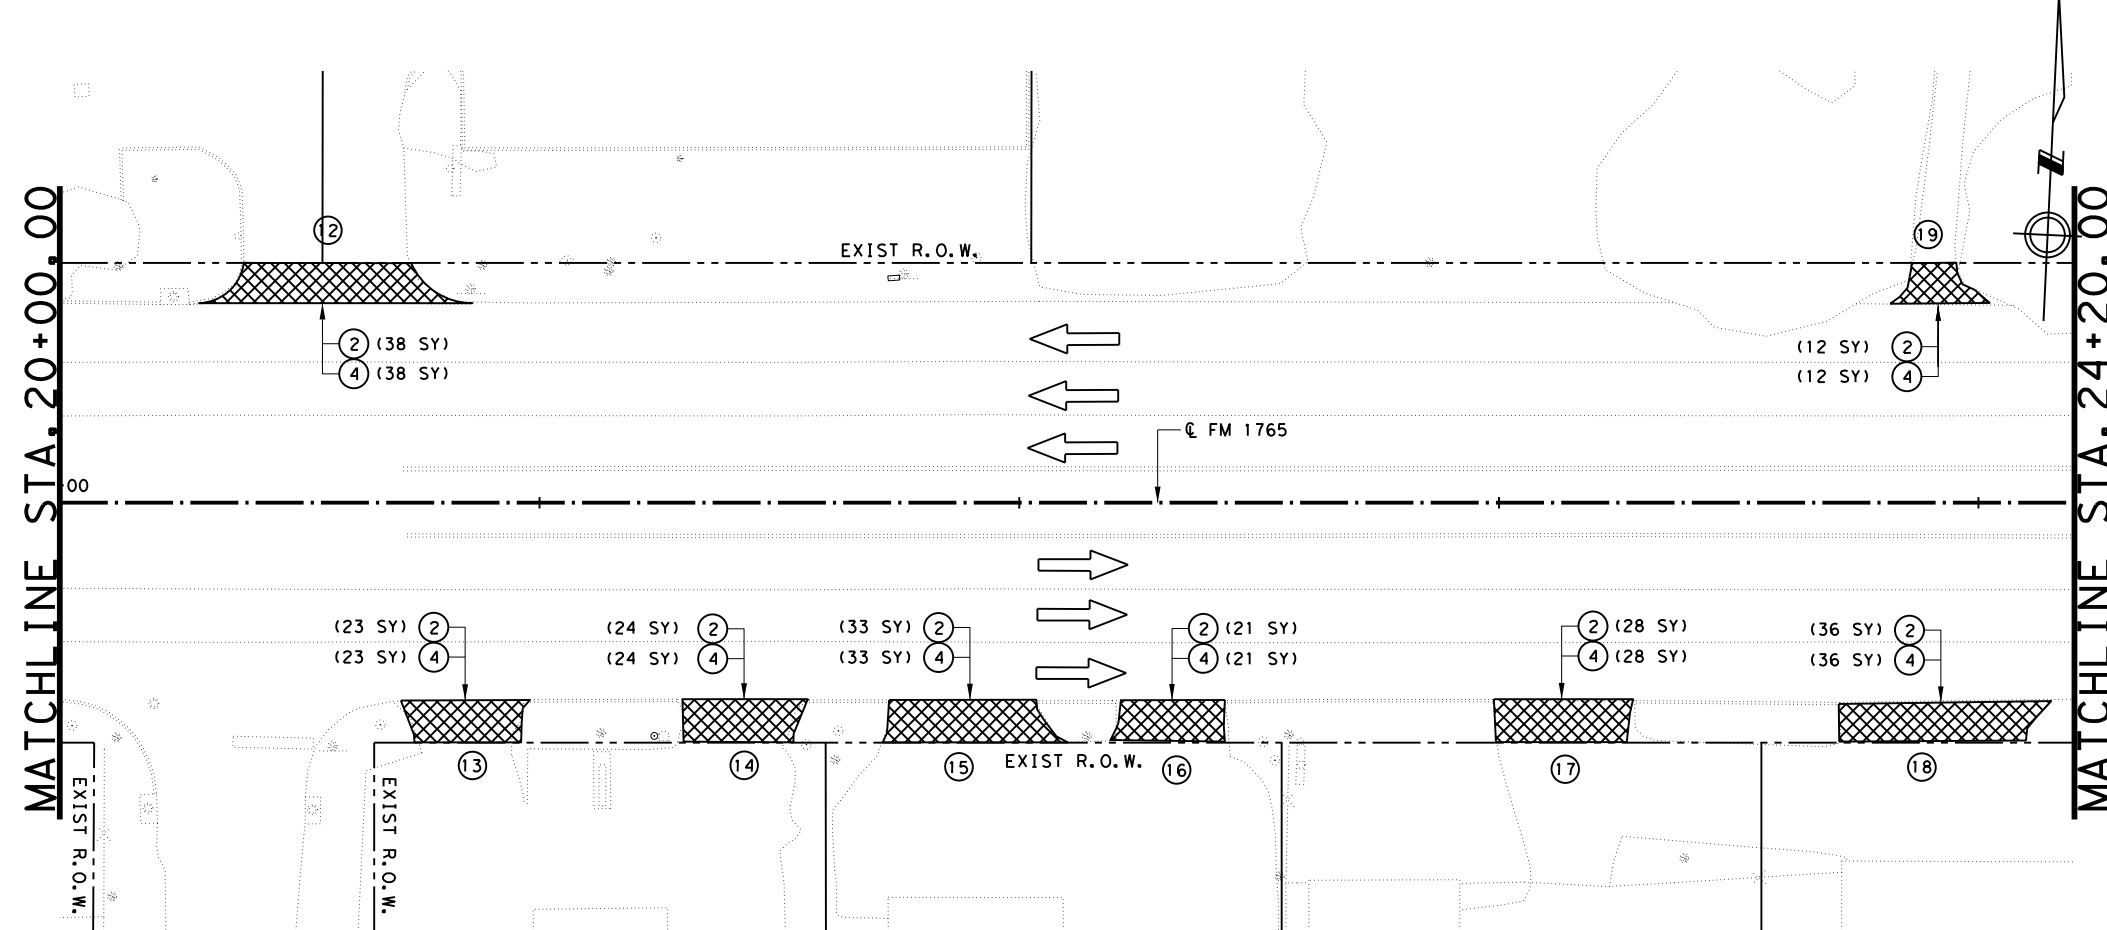 MATCHLINE STA. 20+00.00
12
EXIST R.O.W.
19
N
2 (38 SY)
4 (38 SY)
(12 SY) 2
(12 SY) 4
℄ FM 1765
00
(23 SY) 2
(23 SY) 4
(24 SY) 2
(24 SY) 4
(33 SY) 2
(33 SY) 4
2 (21 SY)
4 (21 SY)
2 (28 SY)
4 (28 SY)
(36 SY) 2
(36 SY) 4
13
14
15
EXIST R.O.W.
16
17
18
EXIST R.O.W.
EXIST R.O.W.
MATCHLINE STA. 24+20.00